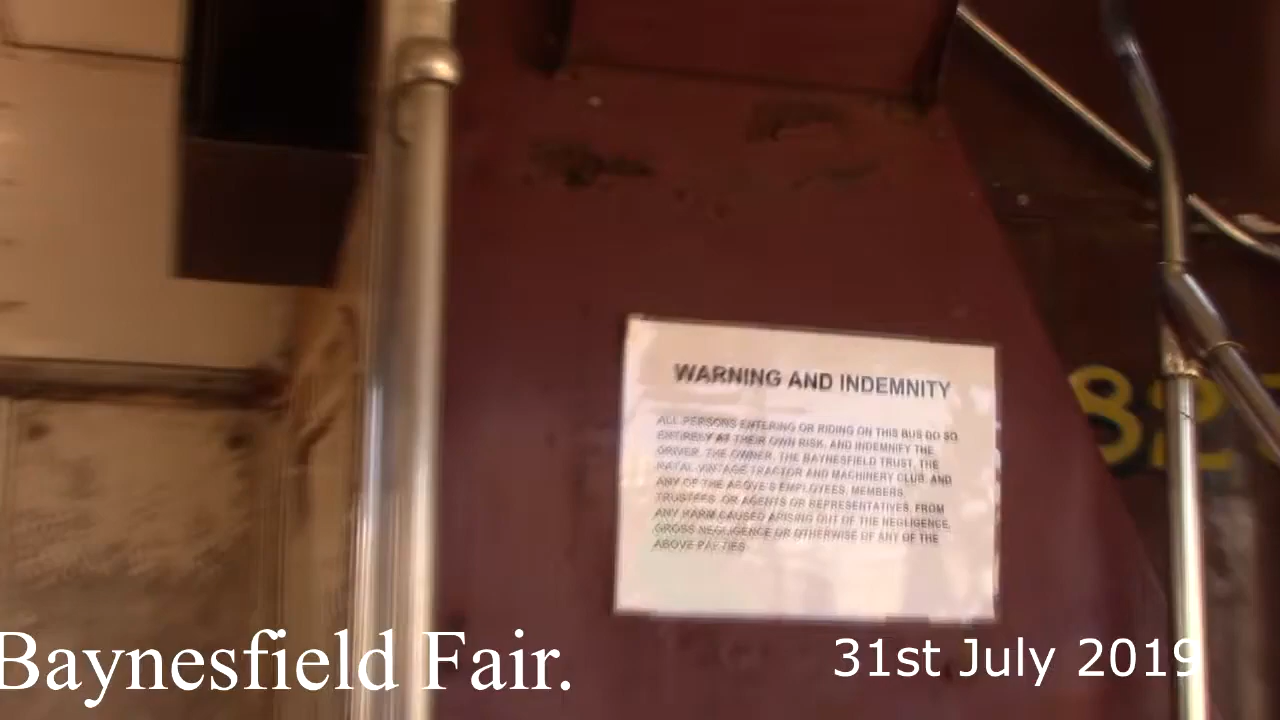 WARNING AND INDEMNITY
ALL PERSONS ENTERING OR RIDING ON THIS BUS DO SO
ENTIRELY AT THEIR OWN RISK, AND INDEMNIFY THE
DRIVER, THE OWNER, THE BAYNESFIELD TRUST, THE
NATAL VINTAGE TRACTOR AND MACHINERY CLUB, AND
ANY OF THE ABOVE'S EMPLOYEES, MEMBERS,
TRUSTEES, OR AGENTS OR REPRESENTATIVES, FROM
ANY HARM CAUSED ARISING OUT OF THE NEGLIGENCE,
GROSS NEGLIGENCE OR OTHERWISE OF ANY OF THE
ABOVE PARTIES
Baynesfield Fair.
31st July 2019